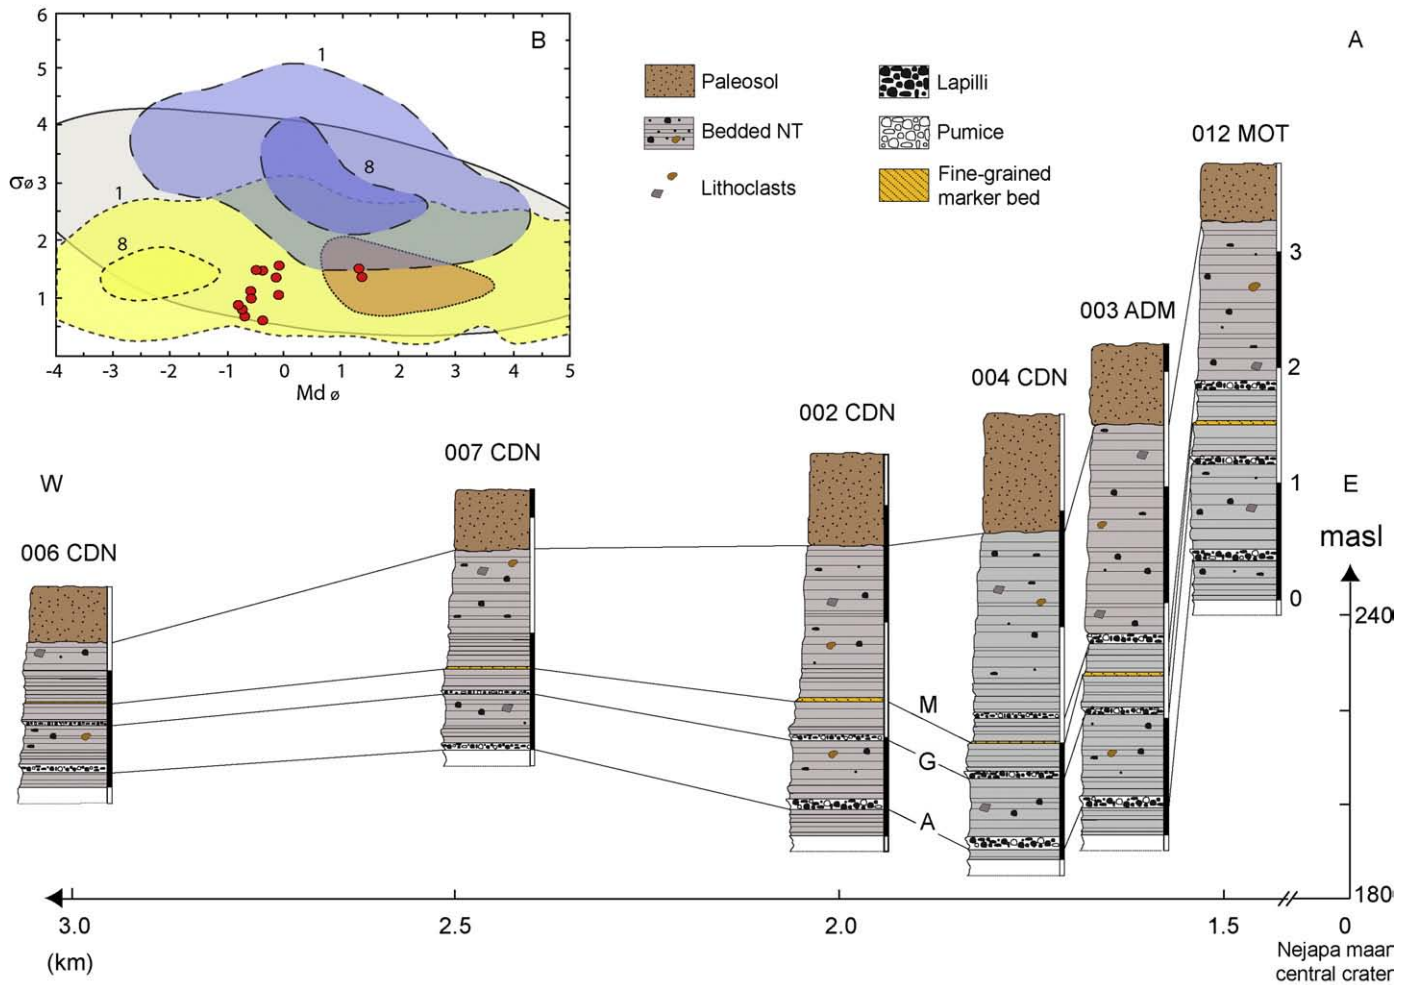 6
5
4
σø 3
2
1
0
-4
-3
-2
-1
0
1
2
3
4
5
Md ø
B
1
8
1
8
A
Paleosol
Bedded NT
Lithoclasts
Lapilli
Pumice
Fine-grained
marker bed
012 MOT
003 ADM
004 CDN
002 CDN
007 CDN
006 CDN
W
E
masl
3
2
1
0
M
G
A
240
180
3.0
2.5
2.0
1.5
0
(km)
Nejapa maar
central crater